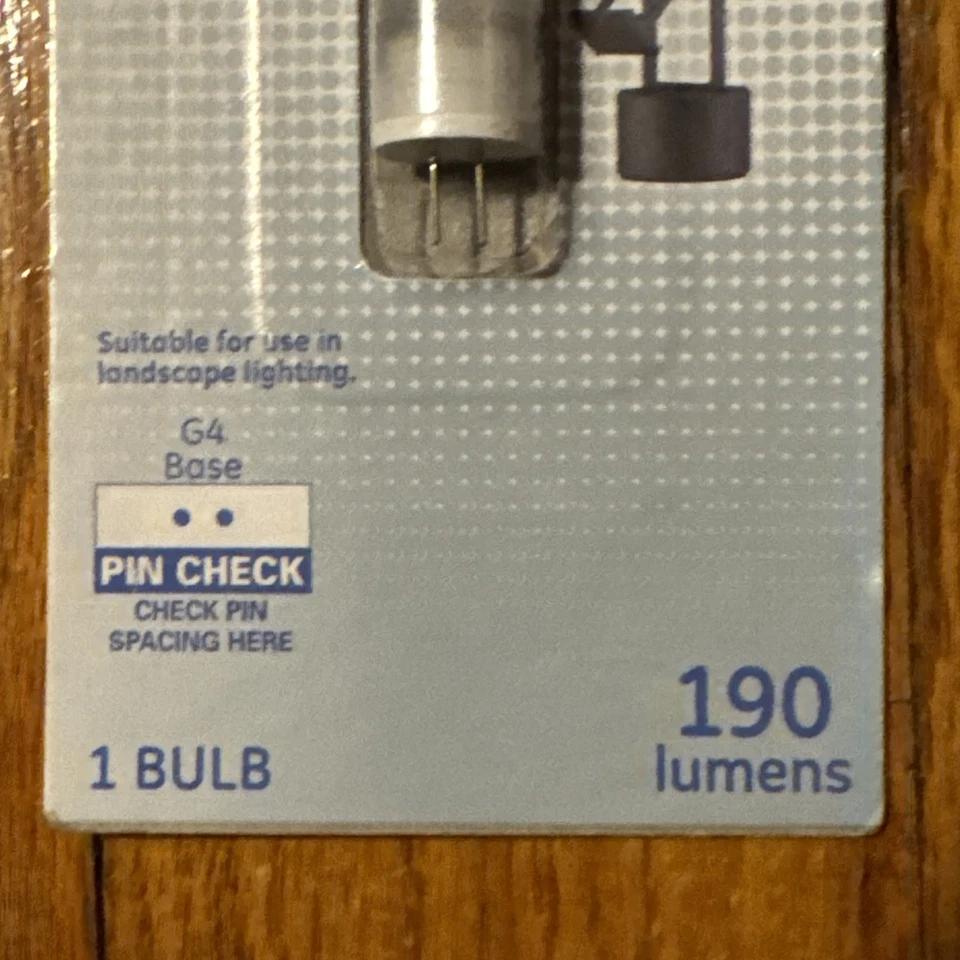 Suitable for use in
landscape lighting.
G4
Base
PIN CHECK
CHECK PIN
SPACING HERE
1 BULB
190
lumens